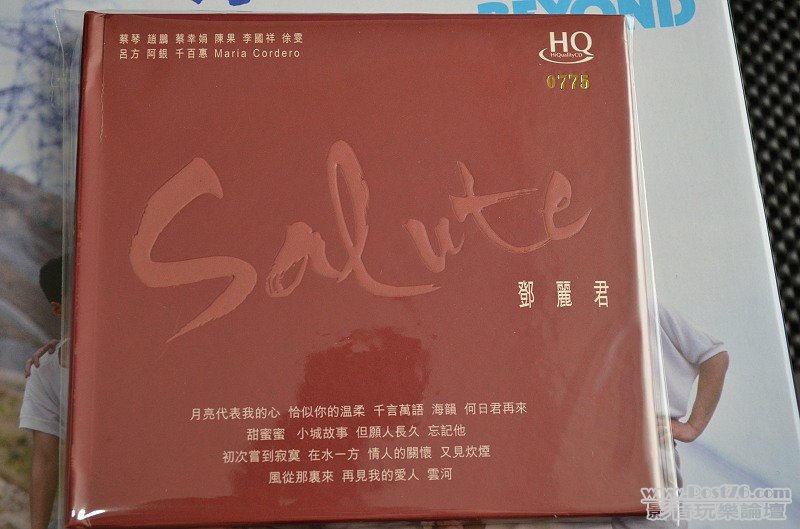 BEYOND
蔡琴 趙鵬 蔡幸娟 陳果 李國祥 徐雯
呂方 阿銀 千百惠 Maria Cordero
HQ
HiQualityCD
0775
Salute
鄧麗君
月亮代表我的心 恰似你的溫柔 千言萬語 海韻 何日君再來
甜蜜蜜 小城故事 但願人長久 忘記他
初次嘗到寂寞 在水一方 情人的關懷 又見炊煙
風從那裏來 再見我的愛人 雲河
www.Post76.com
影音玩樂論壇